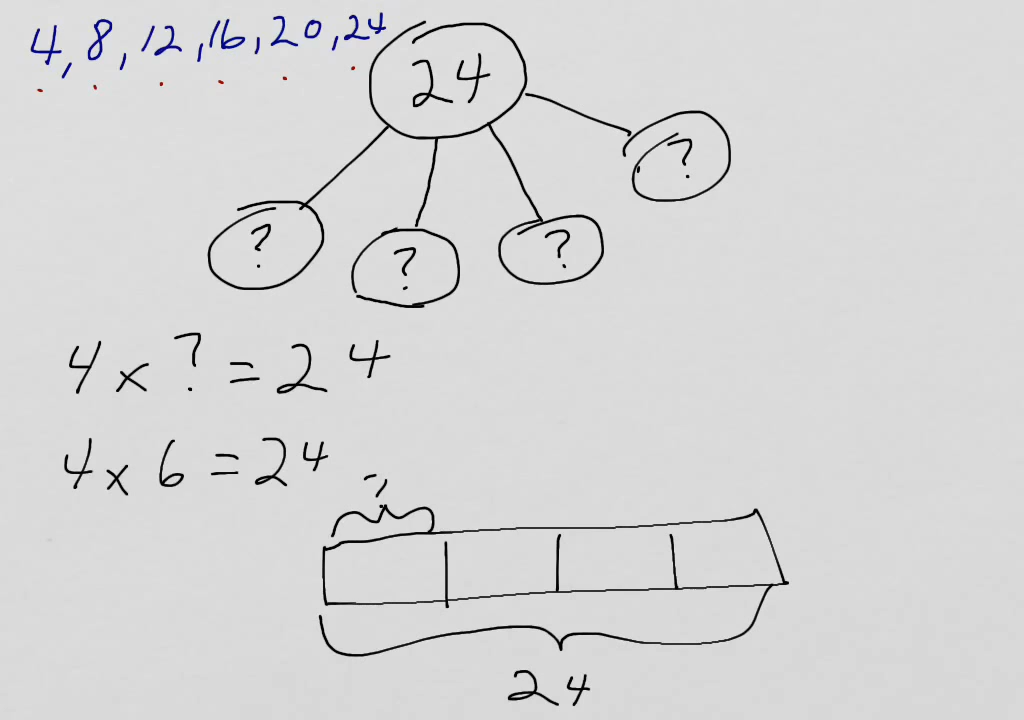 4, 8, 12, 16, 20, 24
24
? ? ? ?
4 x ? = 24
4 x 6 = 24
?
24